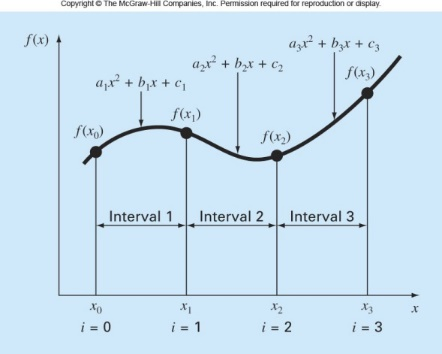 Copyright © The McGraw-Hill Companies, Inc. Permission required for reproduction or display.
f(x)
a₃x² + b₃x + c₃
a₂x² + b₂x + c₂
a₁x² + b₁x + c₁
f(x₃)
f(x₁)
f(x₀)
f(x₂)
Interval 1 Interval 2 Interval 3
x₀ x₁ x₂ x₃ x
i = 0 i = 1 i = 2 i = 3